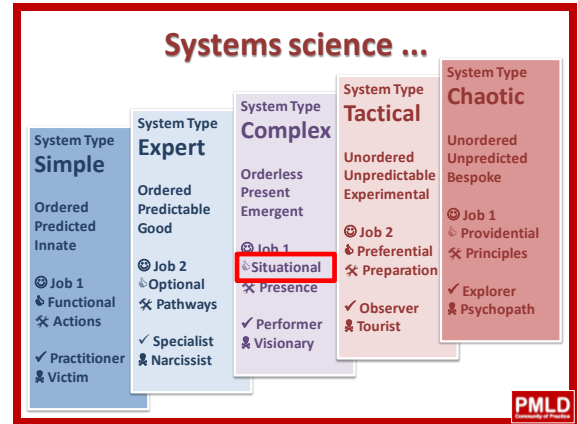 Systems science ...
System Type
Simple
Ordered
Predicted
Innate
☺ Job 1
👍 Functional
🛠 Actions
✓ Practitioner
🕱 Victim
System Type
Expert
Ordered
Predictable
Good
☺ Job 2
👍 Optional
🛠 Pathways
✓ Specialist
🕱 Narcissist
System Type
Complex
Orderless
Present
Emergent
☺ Job 1
👍 Situational
🛠 Presence
✓ Performer
🕱 Visionary
System Type
Tactical
Unordered
Unpredictable
Experimental
☺ Job 2
👍 Preferential
🛠 Preparation
✓ Observer
🕱 Tourist
System Type
Chaotic
Unordered
Unpredicted
Bespoke
☺ Job 1
👍 Providential
🛠 Principles
✓ Explorer
🕱 Psychopath
PMLD
Community of Practice